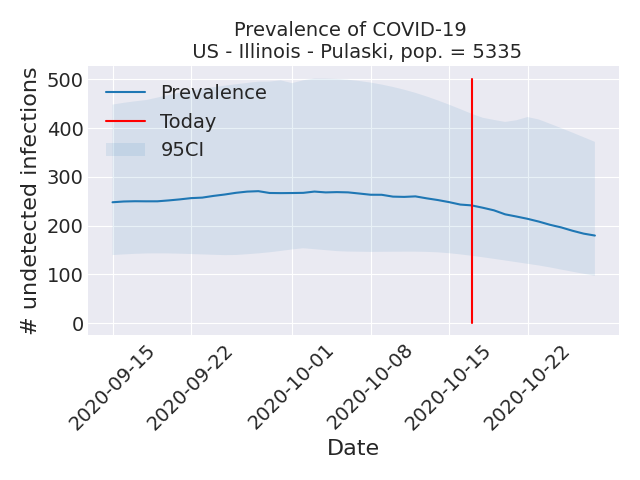 Prevalence of COVID-19
US - Illinois - Pulaski, pop. = 5335
# undetected infections
500
400
300
200
100
0
Prevalence
Today
95CI
2020-09-15
2020-09-22
2020-10-01
2020-10-08
2020-10-15
2020-10-22
Date